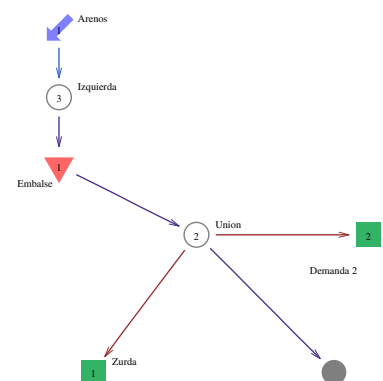 Arenos
1
Izquierda
3
1
Embalse
Union
2
2
Demanda 2
Zurda
1